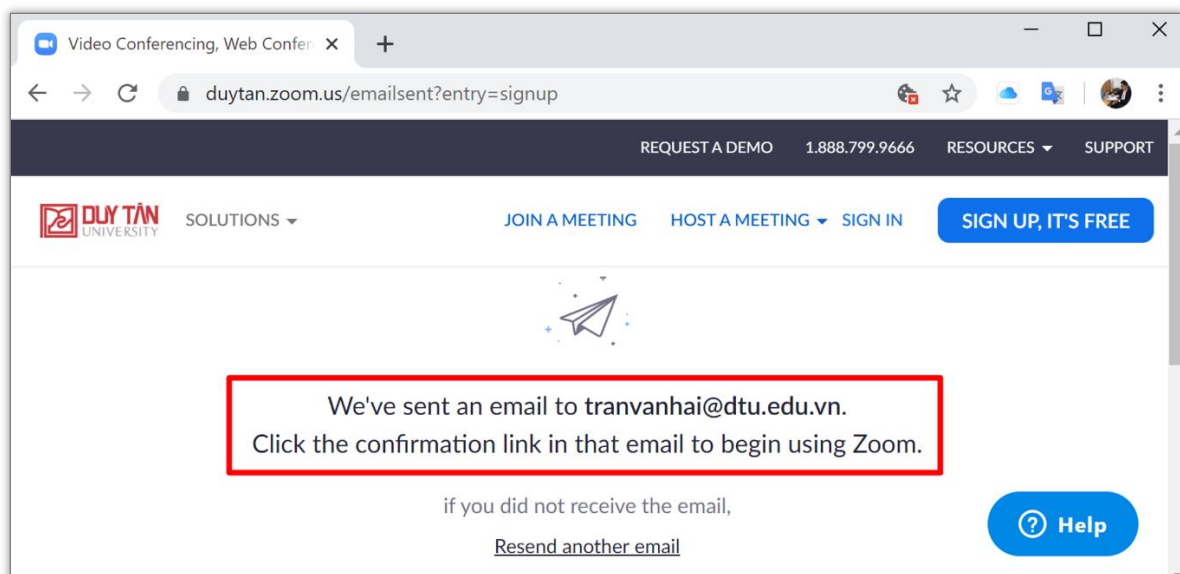 Video Conferencing, Web Confer
duytan.zoom.us/emailsent?entry=signup
REQUEST A DEMO 1.888.799.9666 RESOURCES SUPPORT
DUY TÂN
UNIVERSITY
SOLUTIONS JOIN A MEETING HOST A MEETING SIGN IN SIGN UP, IT'S FREE
We've sent an email to tranvanhai@dtu.edu.vn.
Click the confirmation link in that email to begin using Zoom.
if you did not receive the email,
Resend another email
Help